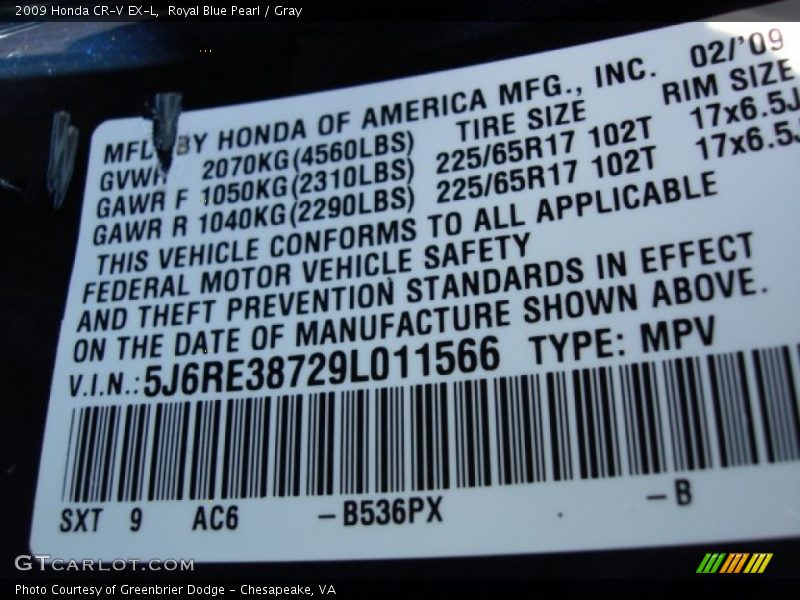 2009 Honda CR-V EX-L,  Royal Blue Pearl / Gray
MFD BY HONDA OF AMERICA MFG., INC. 02/'09
GVWR 2070KG(4560LBS) TIRE SIZE RIM SIZE
GAWR F 1050KG(2310LBS) 225/65R17 102T 17x6.5J
GAWR R 1040KG(2290LBS) 225/65R17 102T 17x6.5J
THIS VEHICLE CONFORMS TO ALL APPLICABLE
FEDERAL MOTOR VEHICLE SAFETY
AND THEFT PREVENTION STANDARDS IN EFFECT
ON THE DATE OF MANUFACTURE SHOWN ABOVE.
V.I.N.: 5J6RE38729L011566 TYPE: MPV
SXT 9 AC6 –B536PX –B
GTCARLOT.COM
Photo Courtesy of Greenbrier Dodge - Chesapeake, VA